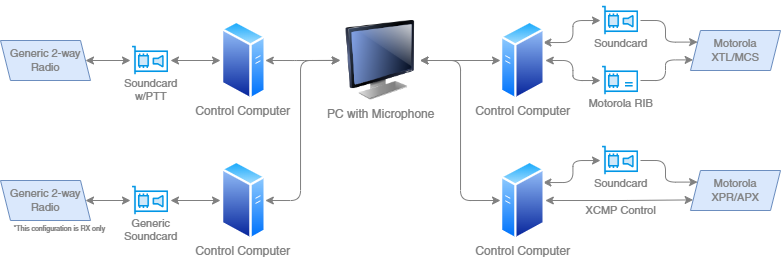 Generic 2-way
Radio
Soundcard
w/PTT
Control Computer
PC with Microphone
Control Computer
Soundcard
Motorola RIB
Motorola
XTL/MCS
Generic 2-way
Radio
*This configuration is RX only
Generic
Soundcard
Control Computer
Control Computer
Soundcard
XCMP Control
Motorola
XPR/APX